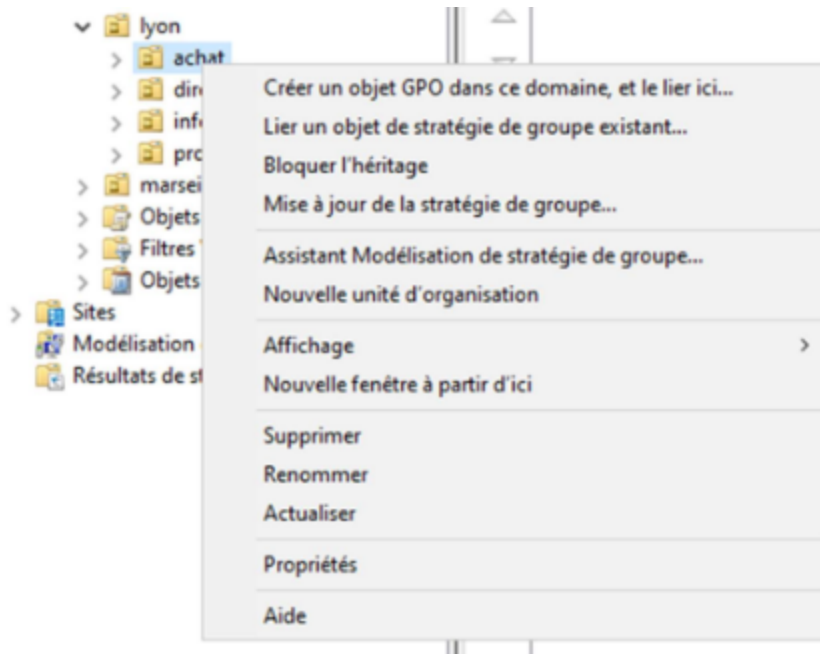 lyon
achat
Créer un objet GPO dans ce domaine, et le lier ici...
Lier un objet de stratégie de groupe existant...
Bloquer l'héritage
marsei
Mise à jour de la stratégie de groupe...
Objets
Filtres
Assistant Modélisation de stratégie de groupe...
Objets
Nouvelle unité d'organisation
Sites
Modélisation
Affichage
Résultats de st
Nouvelle fenêtre à partir d'ici
Supprimer
Renommer
Actualiser
Propriétés
Aide